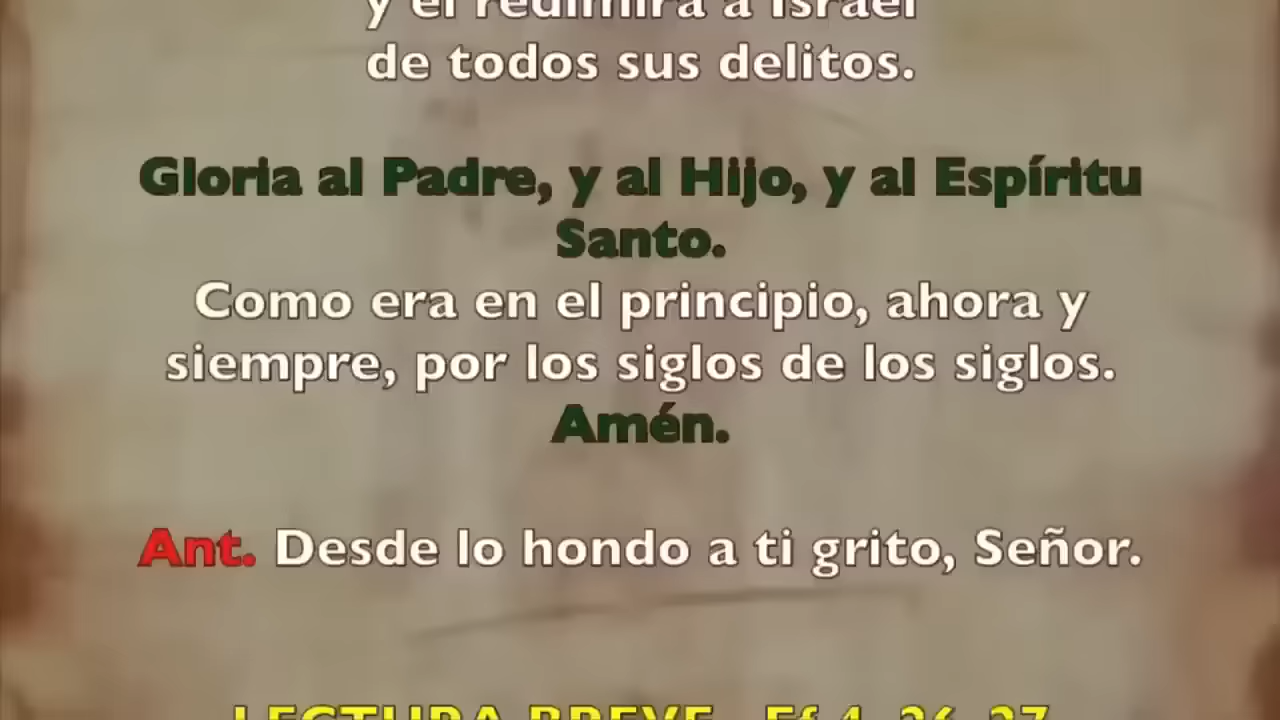 y él redimirá a Israel
de todos sus delitos.
Gloria al Padre, y al Hijo, y al Espíritu
Santo.
Como era en el principio, ahora y
siempre, por los siglos de los siglos.
Amén.
Ant. Desde lo hondo a ti grito, Señor.
LECTURA BREVE Ef 4, 26-27